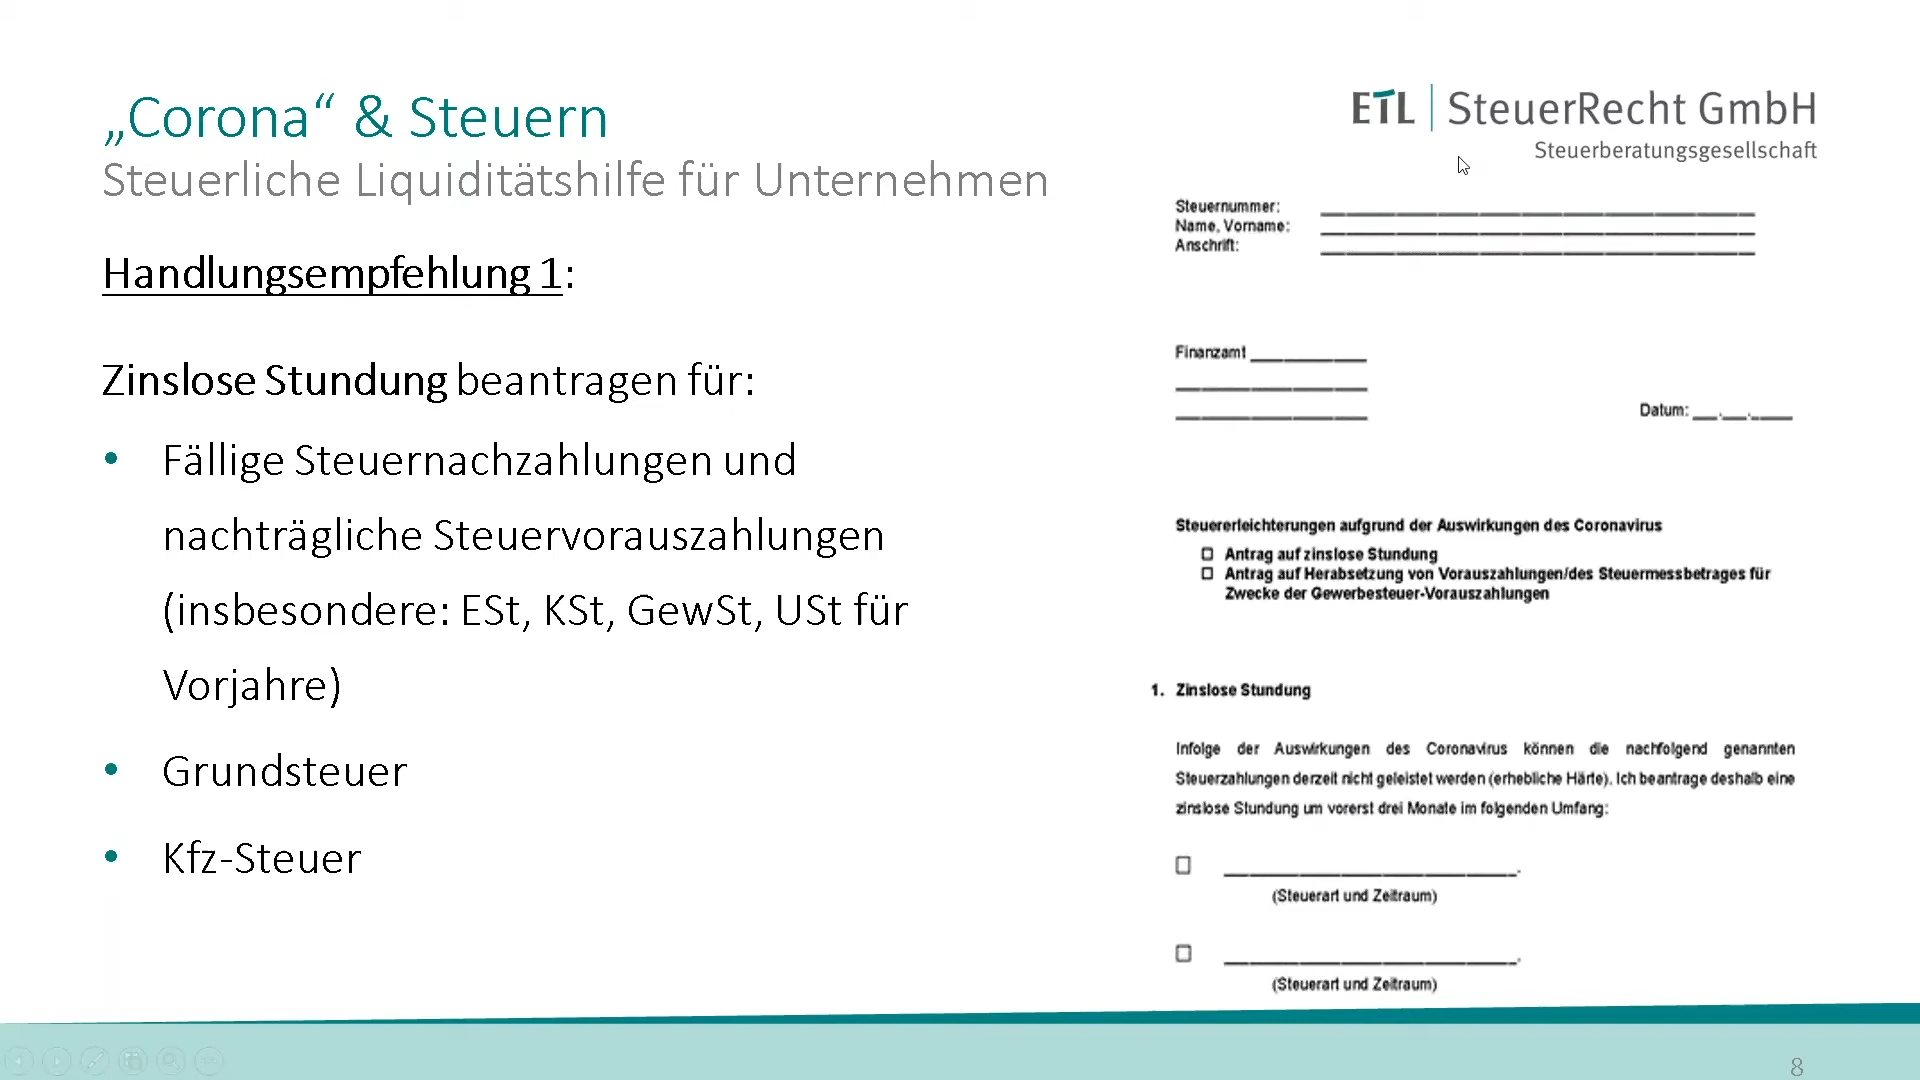 „Corona“ & Steuern
Steuerliche Liquiditätshilfe für Unternehmen
ETL | SteuerRecht GmbH
Steuerberatungsgesellschaft
Handlungsempfehlung 1:
Zinslose Stundung beantragen für:
• Fällige Steuernachzahlungen und
nachträgliche Steuervorauszahlungen
(insbesondere: ESt, KSt, GewSt, USt für
Vorjahre)
• Grundsteuer
• Kfz-Steuer
Steuernummer:
Name, Vorname:
Anschrift:
Finanzamt
Datum: ___.___.____
Steuererleichterungen aufgrund der Auswirkungen des Coronavirus
☐ Antrag auf zinslose Stundung
☐ Antrag auf Herabsetzung von Vorauszahlungen/des Steuermessbetrages für
Zwecke der Gewerbesteuer-Vorauszahlungen
1. Zinslose Stundung
Infolge der Auswirkungen des Coronavirus können die nachfolgend genannten
Steuerzahlungen derzeit nicht geleistet werden (erhebliche Härte). Ich beantrage deshalb eine
zinslose Stundung um vorerst drei Monate im folgenden Umfang:
☐ ______________________________.
(Steuerart und Zeitraum)
☐ ______________________________.
(Steuerart und Zeitraum)
8